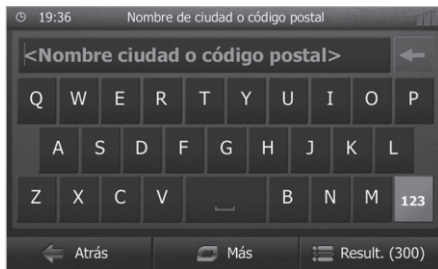 19:36 Nombre de ciudad o código postal
<Nombre ciudad o código postal>
Q W E R T Y U I O P
A S D F G H J K L
Z X C V B N M 123
Atrás Más Result. (300)